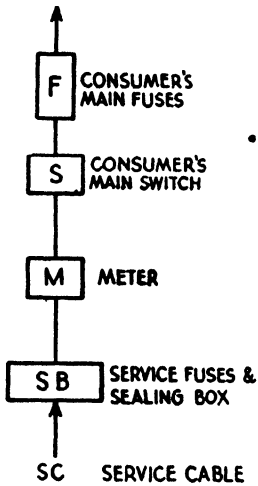 F CONSUMER'S
MAIN FUSES
S CONSUMER'S
MAIN SWITCH
M METER
SB SERVICE FUSES &
SEALING BOX
SC SERVICE CABLE